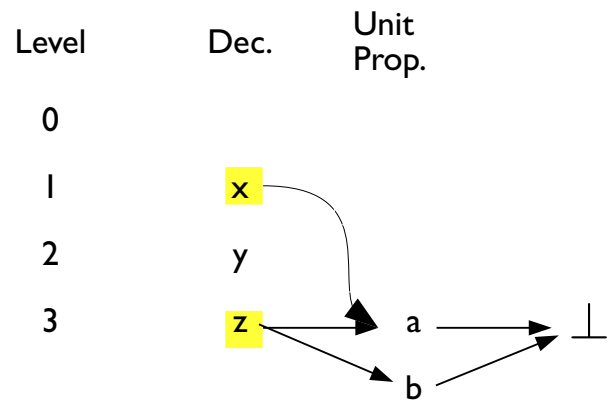 Level Dec. Unit Prop.
0
1 x
2 y
3 z a ⊥
b